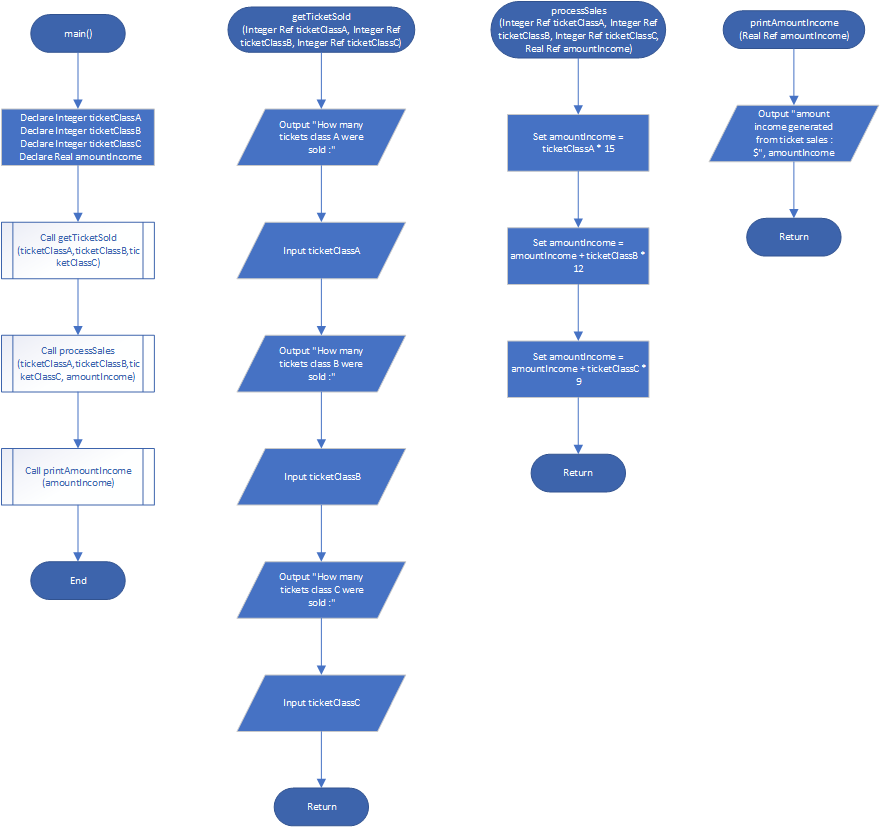 main()
Declare Integer ticketClassA
Declare Integer ticketClassB
Declare Integer ticketClassC
Declare Real amountIncome
Call getTicketSold
(ticketClassA,ticketClassB,tic
ketClassC)
Call processSales
(ticketClassA,ticketClassB,tic
ketClassC, amountIncome)
Call printAmountIncome
(amountIncome)
End
getTicketSold
(Integer Ref ticketClassA, Integer Ref
ticketClassB, Integer Ref ticketClassC)
Output "How many
tickets class A were
sold :"
Input ticketClassA
Output "How many
tickets class B were
sold :"
Input ticketClassB
Output "How many
tickets class C were
sold :"
Input ticketClassC
Return
processSales
(Integer Ref ticketClassA, Integer Ref
ticketClassB, Integer Ref ticketClassC,
Real Ref amountIncome)
Set amountIncome =
ticketClassA * 15
Set amountIncome =
amountIncome + ticketClassB *
12
Set amountIncome =
amountIncome + ticketClassC *
9
Return
printAmountIncome
(Real Ref amountIncome)
Output "amount
income generated
from ticket sales :
$", amountIncome
Return